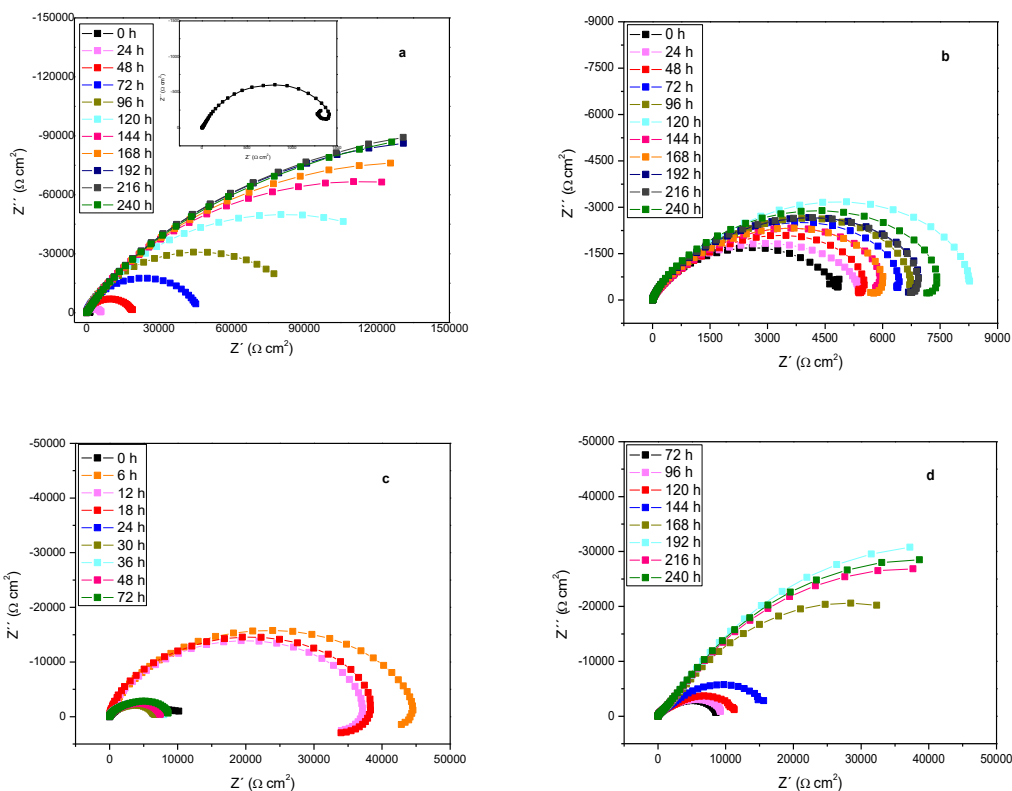 -150000
-120000
-90000
-60000
-30000
0
Z´´ (Ω cm²)
0 h
24 h
48 h
72 h
96 h
120 h
144 h
168 h
192 h
216 h
240 h
a
Z´´ (Ω cm²)
Z´ (Ω cm²)
0
30000
60000
90000
120000
150000
Z´ (Ω cm²)
-9000
-7500
-6000
-4500
-3000
-1500
0
Z´´ (Ω cm²)
0 h
24 h
48 h
72 h
96 h
120 h
144 h
168 h
192 h
216 h
240 h
b
0
1500
3000
4500
6000
7500
9000
Z´ (Ω cm²)
-50000
-40000
-30000
-20000
-10000
0
Z´´ (Ω cm²)
0 h
6 h
12 h
18 h
24 h
30 h
36 h
48 h
72 h
c
0
10000
20000
30000
40000
50000
Z´ (Ω cm²)
-50000
-40000
-30000
-20000
-10000
0
Z´´ (Ω cm²)
72 h
96 h
120 h
144 h
168 h
192 h
216 h
240 h
d
0
10000
20000
30000
40000
50000
Z´ (Ω cm²)